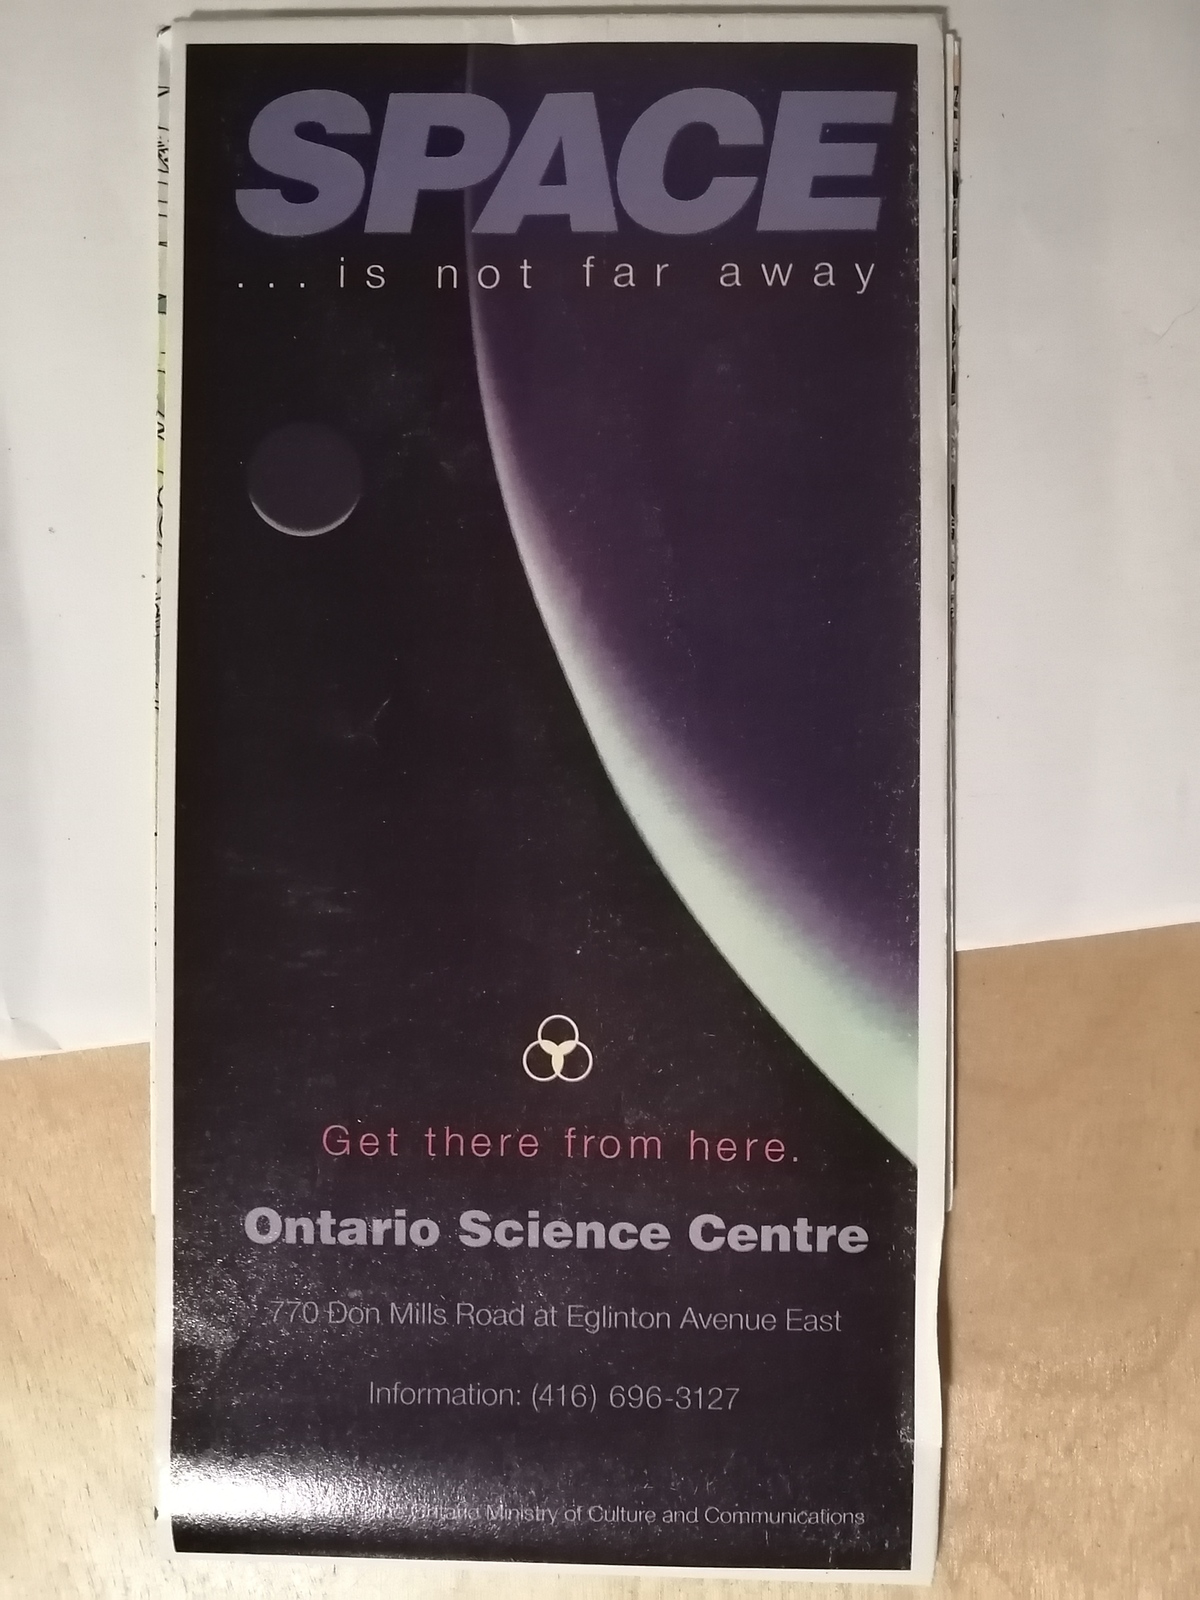 SPACE
...is not far away
Get there from here.
Ontario Science Centre
770 Don Mills Road at Eglinton Avenue East
Information: (416) 696-3127
Ontario Ministry of Culture and Communications